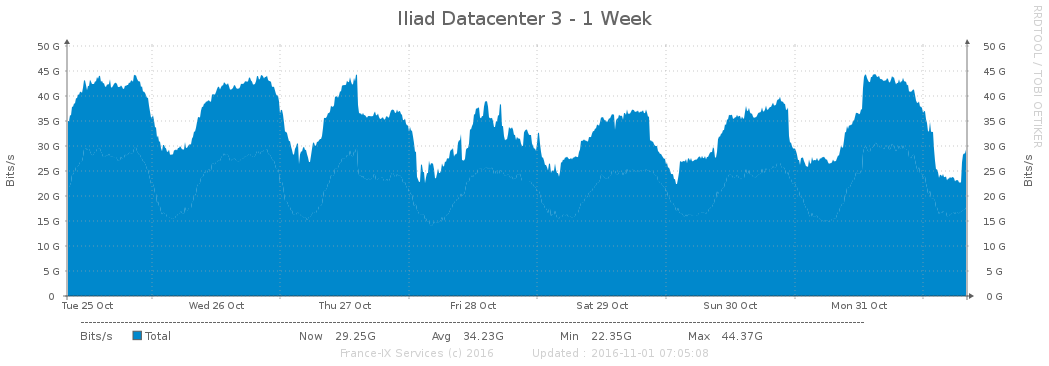 Iliad Datacenter 3 - 1 Week
RRDTOOL / TOBI OETIKER
50 G 50 G
45 G 45 G
40 G 40 G
35 G 35 G
30 G 30 G
25 G 25 G
20 G 20 G
15 G 15 G
10 G 10 G
5 G 5 G
0 0 G
Bits/s Bits/s
Tue 25 Oct Wed 26 Oct Thu 27 Oct Fri 28 Oct Sat 29 Oct Sun 30 Oct Mon 31 Oct
Bits/s Total Now 29.25G Avg 34.23G Min 22.35G Max 44.37G
France-IX Services (c) 2016 Updated : 2016-11-01 07:05:08